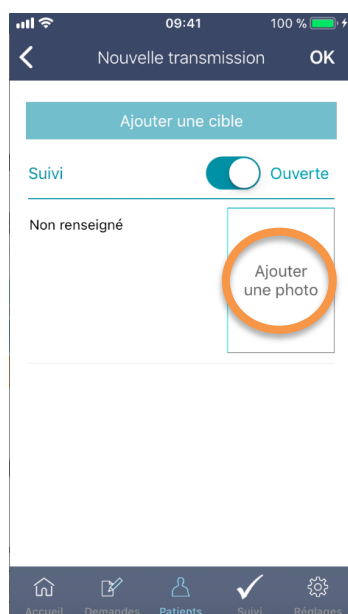 09:41 100 %
Nouvelle transmission OK
Ajouter une cible
Suivi Ouverte
Non renseigné
Ajouter
une photo
Accueil Demandes Patients Suivi Réglages